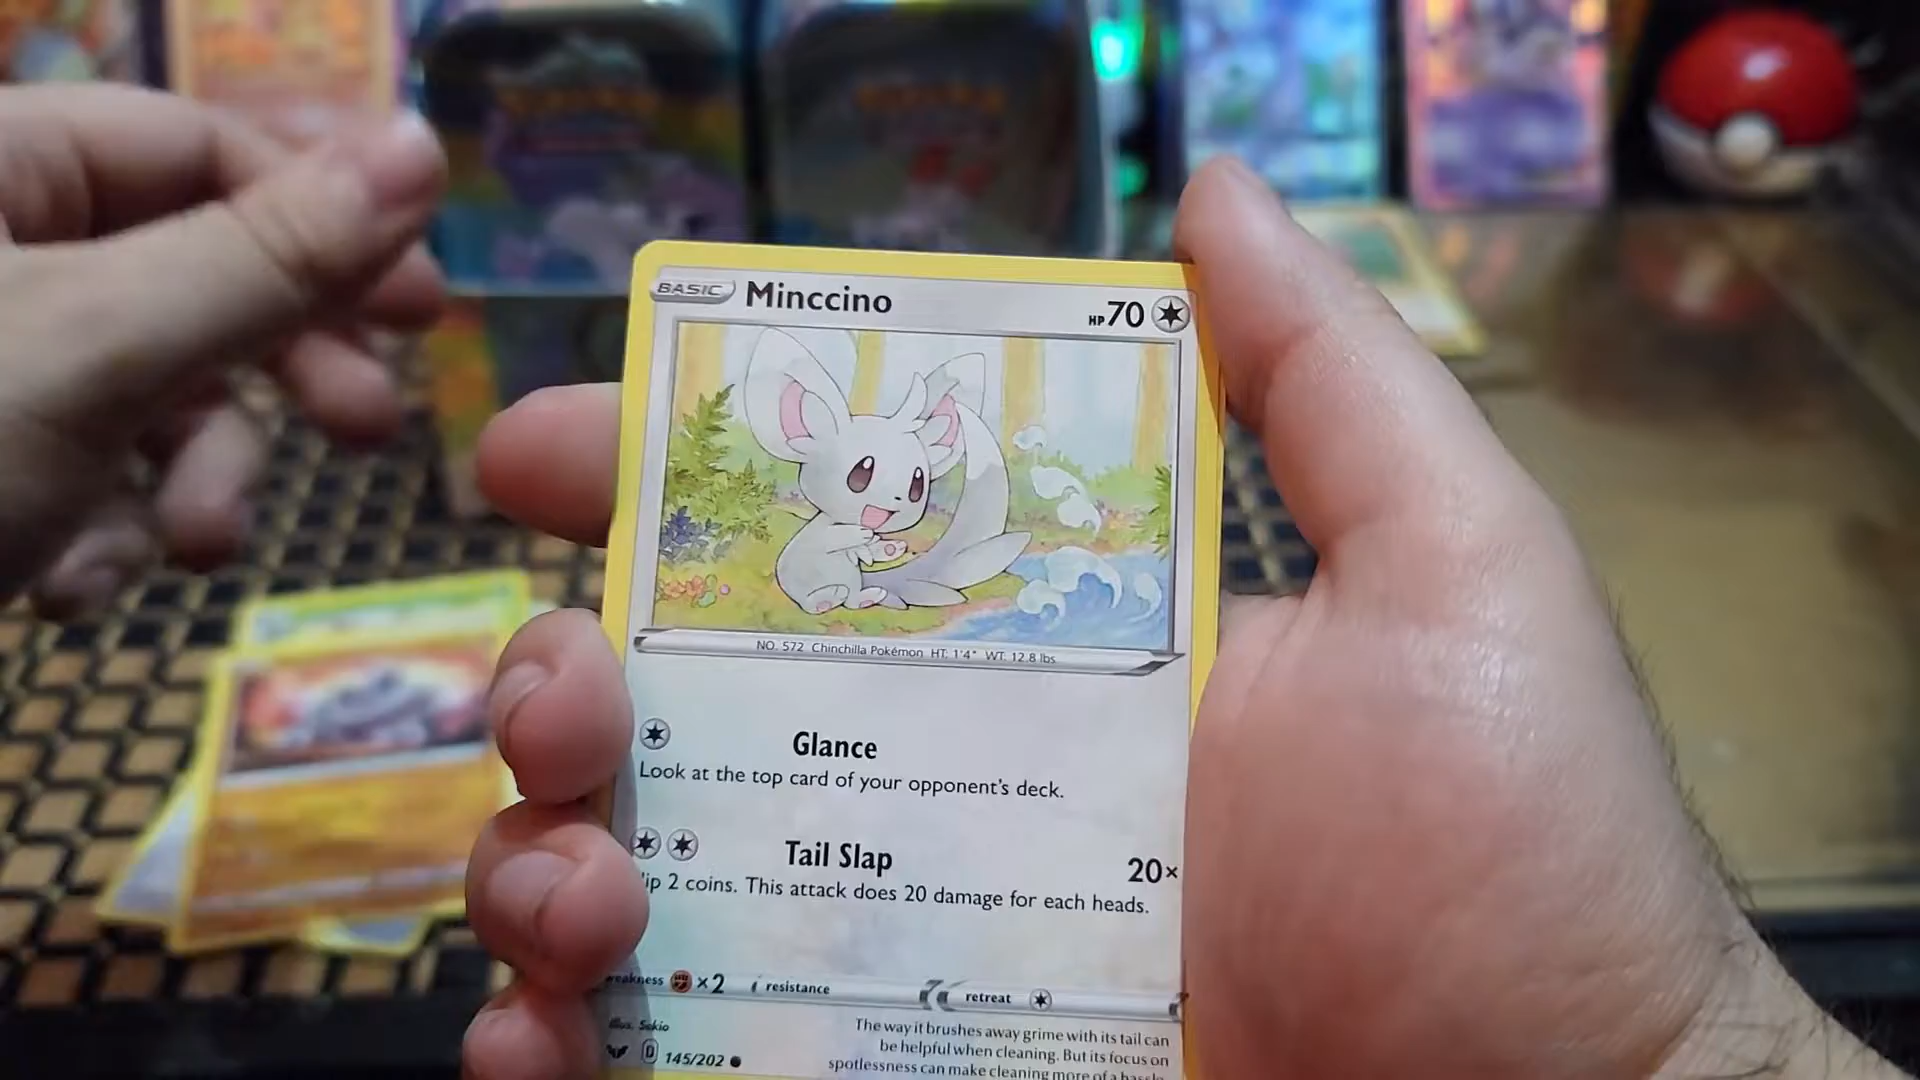 BASIC Minccino HP 70
NO. 572 Chinchilla Pokémon HT: 1'4" WT: 12.8 lbs
Glance
Look at the top card of your opponent's deck.
Tail Slap 20×
ip 2 coins. This attack does 20 damage for each heads.
weakness ×2 resistance retreat
Illus. Sekio
D 145/202
The way it brushes away grime with its tail can
be helpful when cleaning. But its focus on
spotlessness can make cleaning more of a hassle